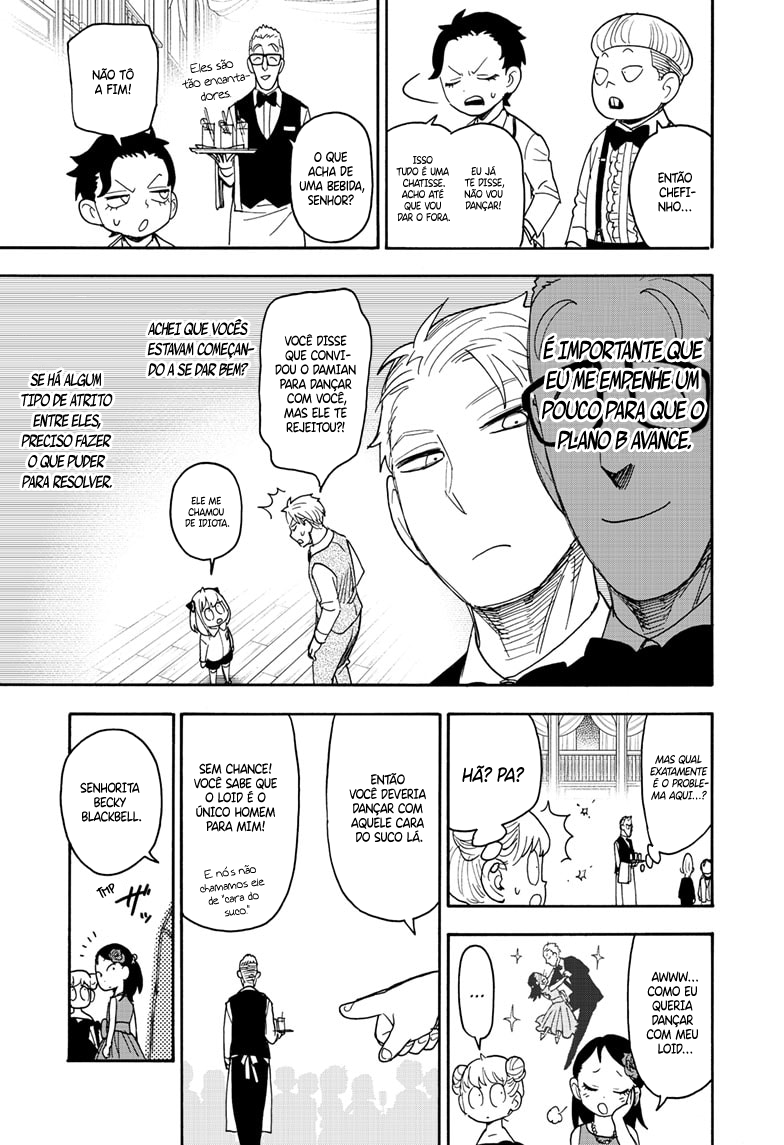 ENTÃO
CHEFI-
NHO...
EU JÁ
TE DISSE,
NÃO VOU
DANÇAR!
ISSO
TUDO É UMA
CHATISSE.
ACHO ATÉ
QUE VOU
DAR O FORA.
O QUE
ACHA DE
UMA BEBIDA,
SENHOR?
Eles são
tão encanta-
dores.
NÃO TÔ
A FIM!
É IMPORTANTE QUE
EU ME EMPENHE UM
POUCO PARA QUE O
PLANO B AVANCE.
VOCÊ DISSE
QUE CONVI-
DOU O DAMIAN
PARA DANÇAR
COM VOCÊ,
MAS ELE TE
REJEITOU?!
ACHEI QUE VOCÊS
ESTAVAM COMEÇAN-
DO A SE DAR BEM?
ELE ME
CHAMOU
DE IDIOTA.
SE HÁ ALGUM
TIPO DE ATRITO
ENTRE ELES,
PRECISO FAZER
O QUE PUDER
PARA RESOLVER.
MAS QUAL
EXATAMENTE
É O PROBLE-
MA AQUI...?
HÃ? PA?
AWWW...
COMO EU
QUERIA
DANÇAR
COM MEU
LOID...
...
ENTÃO
VOCÊ DEVERIA
DANÇAR COM
AQUELE CARA
DO SUCO LÁ.
SEM CHANCE!
VOCÊ SABE QUE
O LOID É O
ÚNICO HOMEM
PARA MIM!
E nós não
chamamos ele
de "cara do
suco."
SENHORITA
BECKY
BLACKBELL.
TMP
ザッ